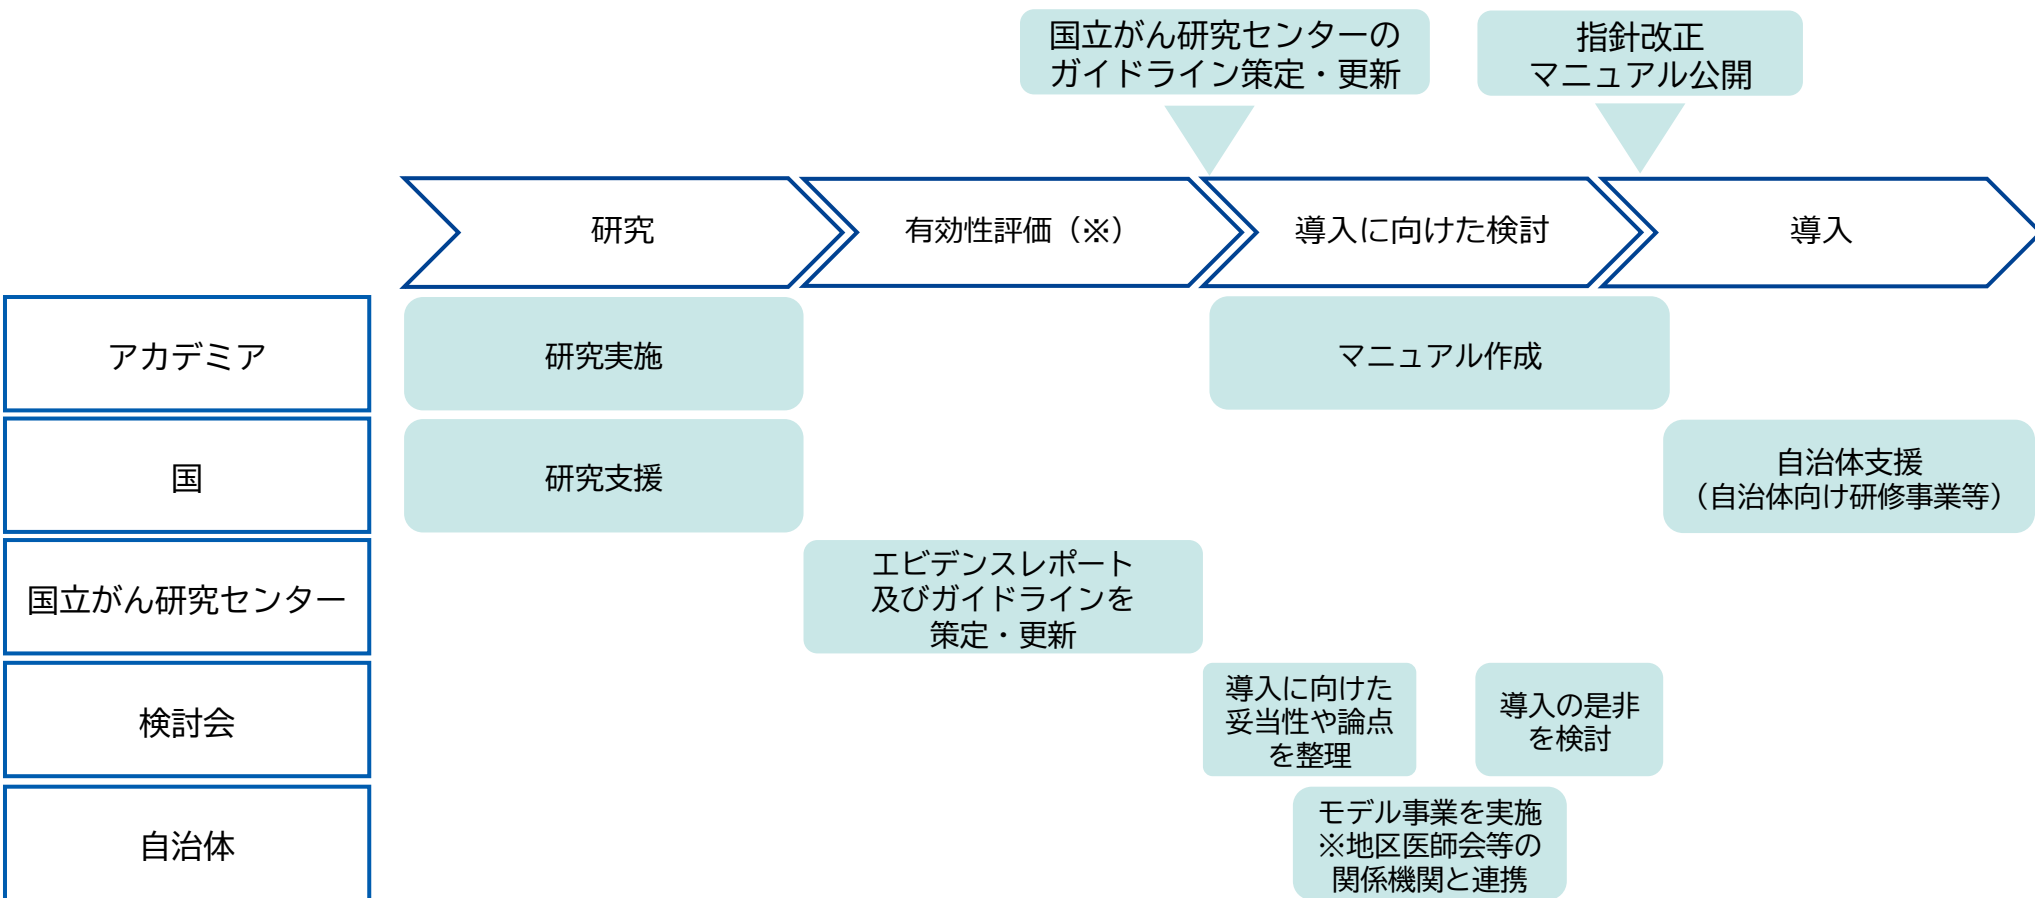 国立がん研究センターの
ガイドライン策定・更新
指針改正
マニュアル公開
研究
有効性評価（※）
導入に向けた検討
導入
アカデミア
研究実施
マニュアル作成
国
研究支援
自治体支援
（自治体向け研修事業等）
国立がん研究センター
エビデンスレポート
及びガイドラインを
策定・更新
検討会
導入に向けた
妥当性や論点
を整理
導入の是非
を検討
自治体
モデル事業を実施
※地区医師会等の
関係機関と連携